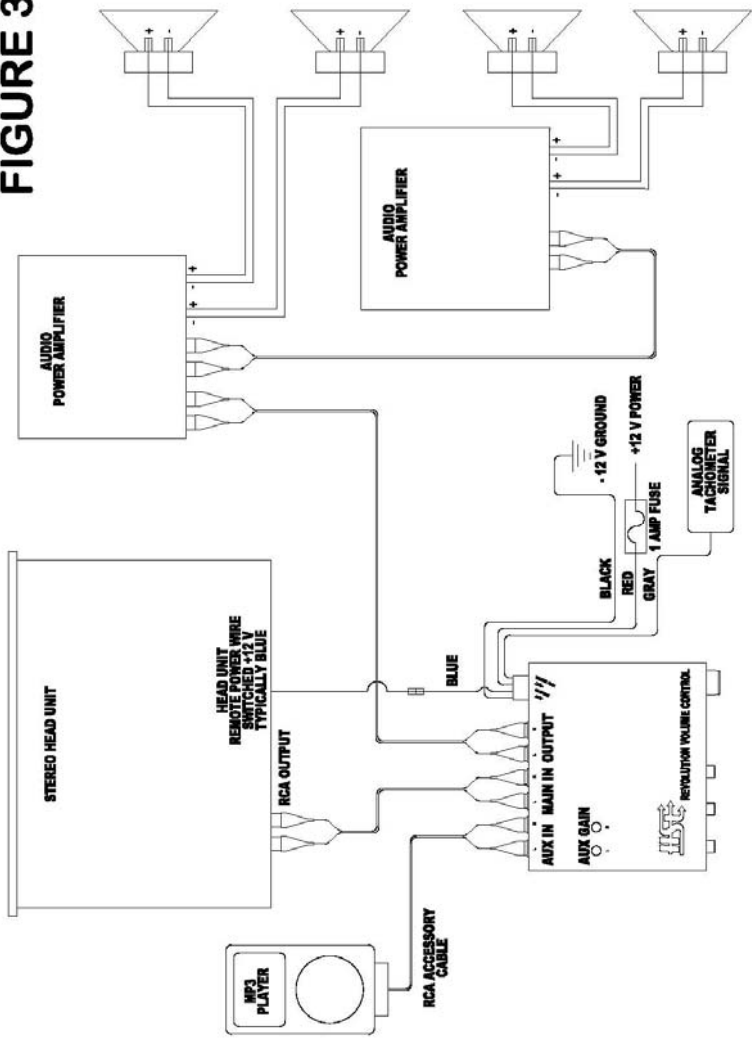 FIGURE 3
+ -
+ -
+ -
+ -
AUDIO
POWER AMPLIFIER
- + - +
AUDIO
POWER AMPLIFIER
- + - +
STEREO HEAD UNIT
HEAD UNIT
REMOTE POWER WIRE
SWITCHED +12 V
TYPICALLY BLUE
RCA OUTPUT
MP3
PLAYER
RCA ACCESSORY
CABLE
BLUE
BLACK
RED
GRAY
- 12 V GROUND
+12 V POWER
1 AMP FUSE
ANALOG
TACHOMETER
SIGNAL
L R L R L R
AUX IN MAIN IN OUTPUT
AUX GAIN
- +
REVOLUTION VOLUME CONTROL